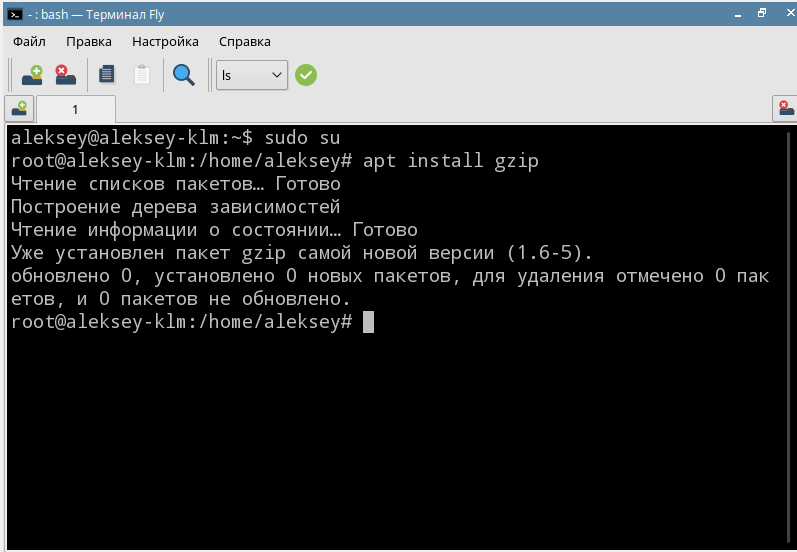 - : bash — Терминал Fly
Файл Правка Настройка Справка
ls
1
aleksey@aleksey-klm:~$ sudo su
root@aleksey-klm:/home/aleksey# apt install gzip
Чтение списков пакетов… Готово
Построение дерева зависимостей
Чтение информации о состоянии… Готово
Уже установлен пакет gzip самой новой версии (1.6-5).
обновлено 0, установлено 0 новых пакетов, для удаления отмечено 0 пак
етов, и 0 пакетов не обновлено.
root@aleksey-klm:/home/aleksey#